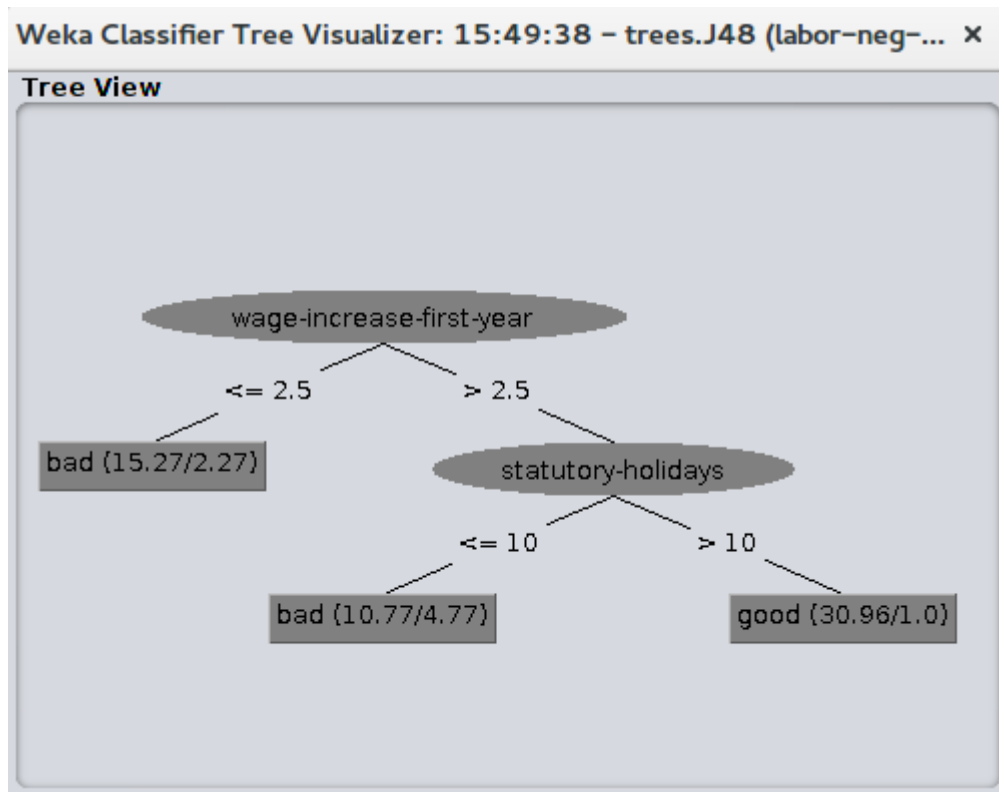 Weka Classifier Tree Visualizer: 15:49:38 – trees.J48 (labor-neg-... ×
Tree View
wage-increase-first-year
<= 2.5
> 2.5
bad (15.27/2.27)
statutory-holidays
<= 10
> 10
bad (10.77/4.77)
good (30.96/1.0)